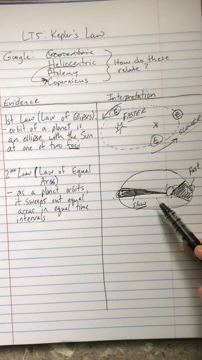 LT5: Kepler's Law
Google: Geocentric
Heliocentric
Ptolemy
Copernicus
How do these
relate?
Evidence
Interpretation
1st Law (Law of Ellipses)
- orbit of a planet is
an ellipse with the Sun
at one of two foci
FASTER
SLOWER
2nd Law (Law of Equal
Areas)
- as a planet orbits,
it sweeps out equal
areas in equal time
intervals
Fast
Slow